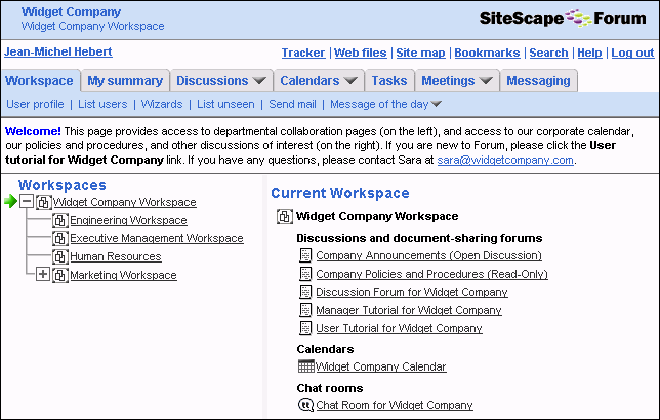 Widget Company
Widget Company Workspace
SiteScape Forum
Jean-Michel Hebert
Tracker | Web files | Site map | Bookmarks | Search | Help | Log out
Workspace My summary Discussions Calendars Tasks Meetings Messaging
User profile | List users | Wizards | List unseen | Send mail | Message of the day
Welcome! This page provides access to departmental collaboration pages (on the left), and access to our corporate calendar,
our policies and procedures, and other discussions of interest (on the right). If you are new to Forum, please click the User
tutorial for Widget Company link. If you have any questions, please contact Sara at sara@widgetcompany.com.
Workspaces
Widget Company Workspace
Engineering Workspace
Executive Management Workspace
Human Resources
Marketing Workspace
Current Workspace
Widget Company Workspace
Discussions and document-sharing forums
Company Announcements (Open Discussion)
Company Policies and Procedures (Read-Only)
Discussion Forum for Widget Company
Manager Tutorial for Widget Company
User Tutorial for Widget Company
Calendars
Widget Company Calendar
Chat rooms
Chat Room for Widget Company